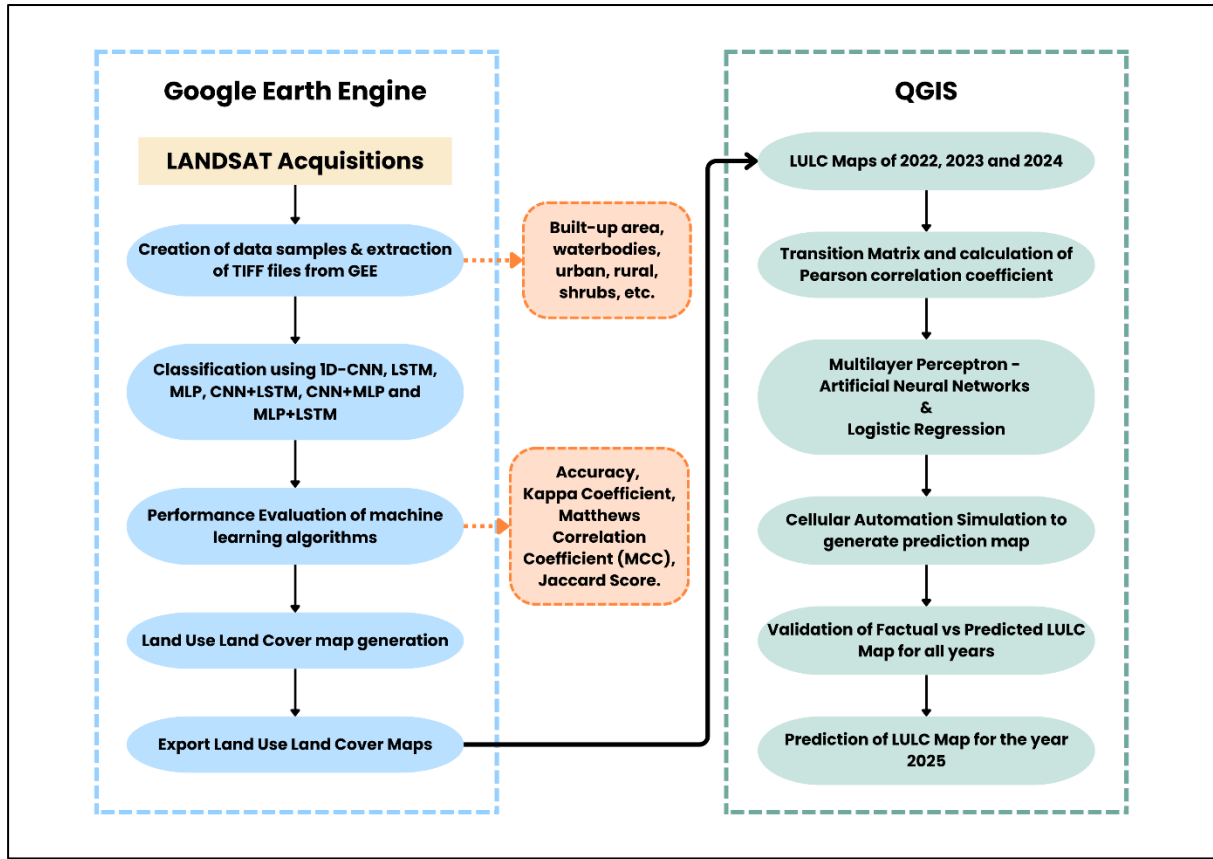 Google Earth Engine
LANDSAT Acquisitions
Creation of data samples & extraction
of TIFF files from GEE
Built-up area,
waterbodies,
urban, rural,
shrubs, etc.
Classification using 1D-CNN, LSTM,
MLP, CNN+LSTM, CNN+MLP and
MLP+LSTM
Performance Evaluation of machine
learning algorithms
Accuracy,
Kappa Coefficient,
Matthews
Correlation
Coefficient (MCC),
Jaccard Score.
Land Use Land Cover map generation
Export Land Use Land Cover Maps
QGIS
LULC Maps of 2022, 2023 and 2024
Transition Matrix and calculation of
Pearson correlation coefficient
Multilayer Perceptron -
Artificial Neural Networks
&
Logistic Regression
Cellular Automation Simulation to
generate prediction map
Validation of Factual vs Predicted LULC
Map for all years
Prediction of LULC Map for the year
2025